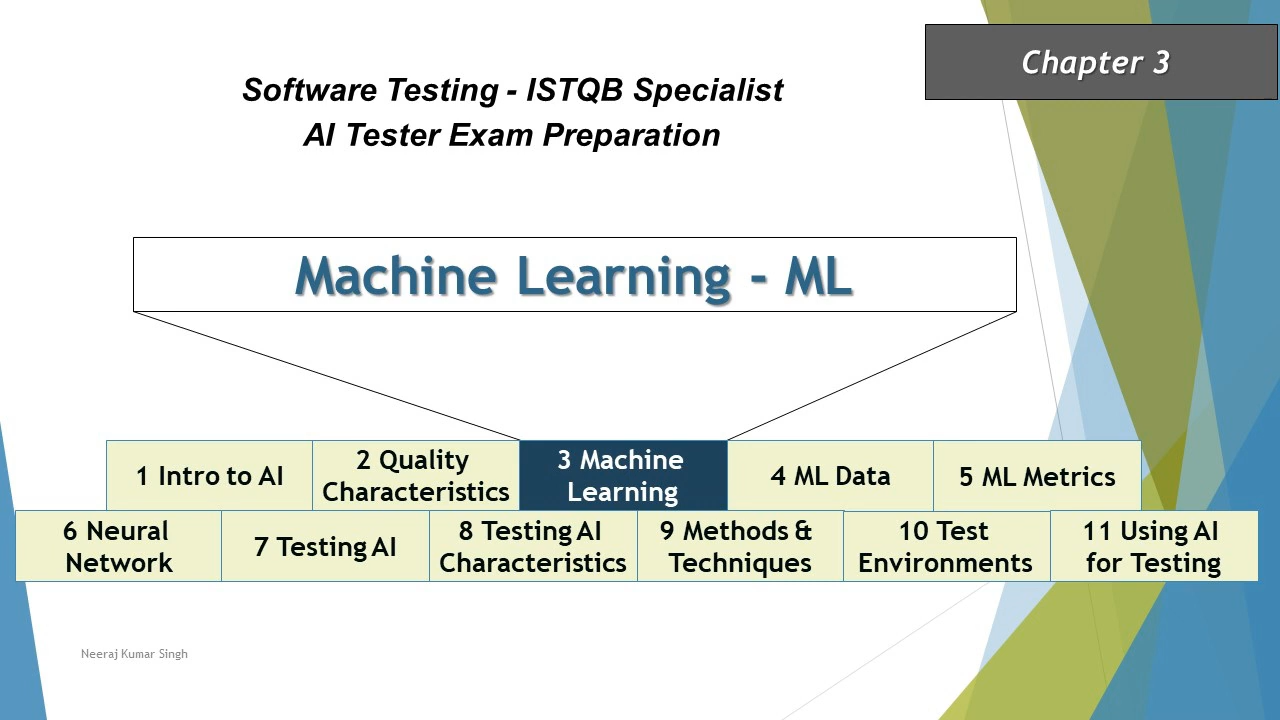 Chapter 3
Software Testing - ISTQB Specialist
AI Tester Exam Preparation
Machine Learning - ML
1 Intro to AI
2 Quality
Characteristics
3 Machine
Learning
4 ML Data
5 ML Metrics
6 Neural
Network
7 Testing AI
8 Testing AI
Characteristics
9 Methods &
Techniques
10 Test
Environments
11 Using AI
for Testing
Neeraj Kumar Singh